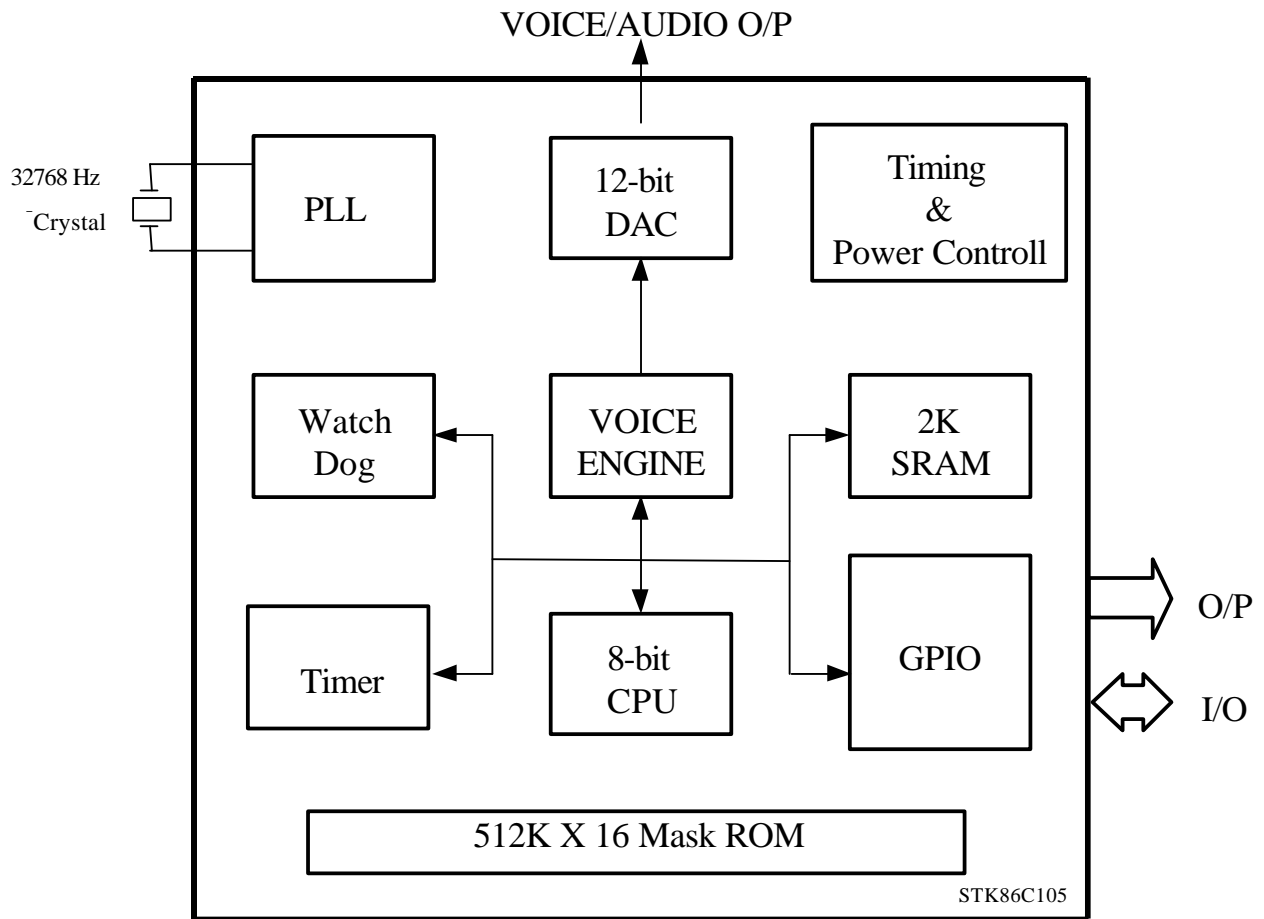 VOICE/AUDIO O/P
32768 Hz
¯Crystal
PLL
12-bit
DAC
Timing
&
Power Controll
Watch
Dog
VOICE
ENGINE
2K
SRAM
Timer
8-bit
CPU
GPIO
O/P
I/O
512K X 16 Mask ROM
STK86C105